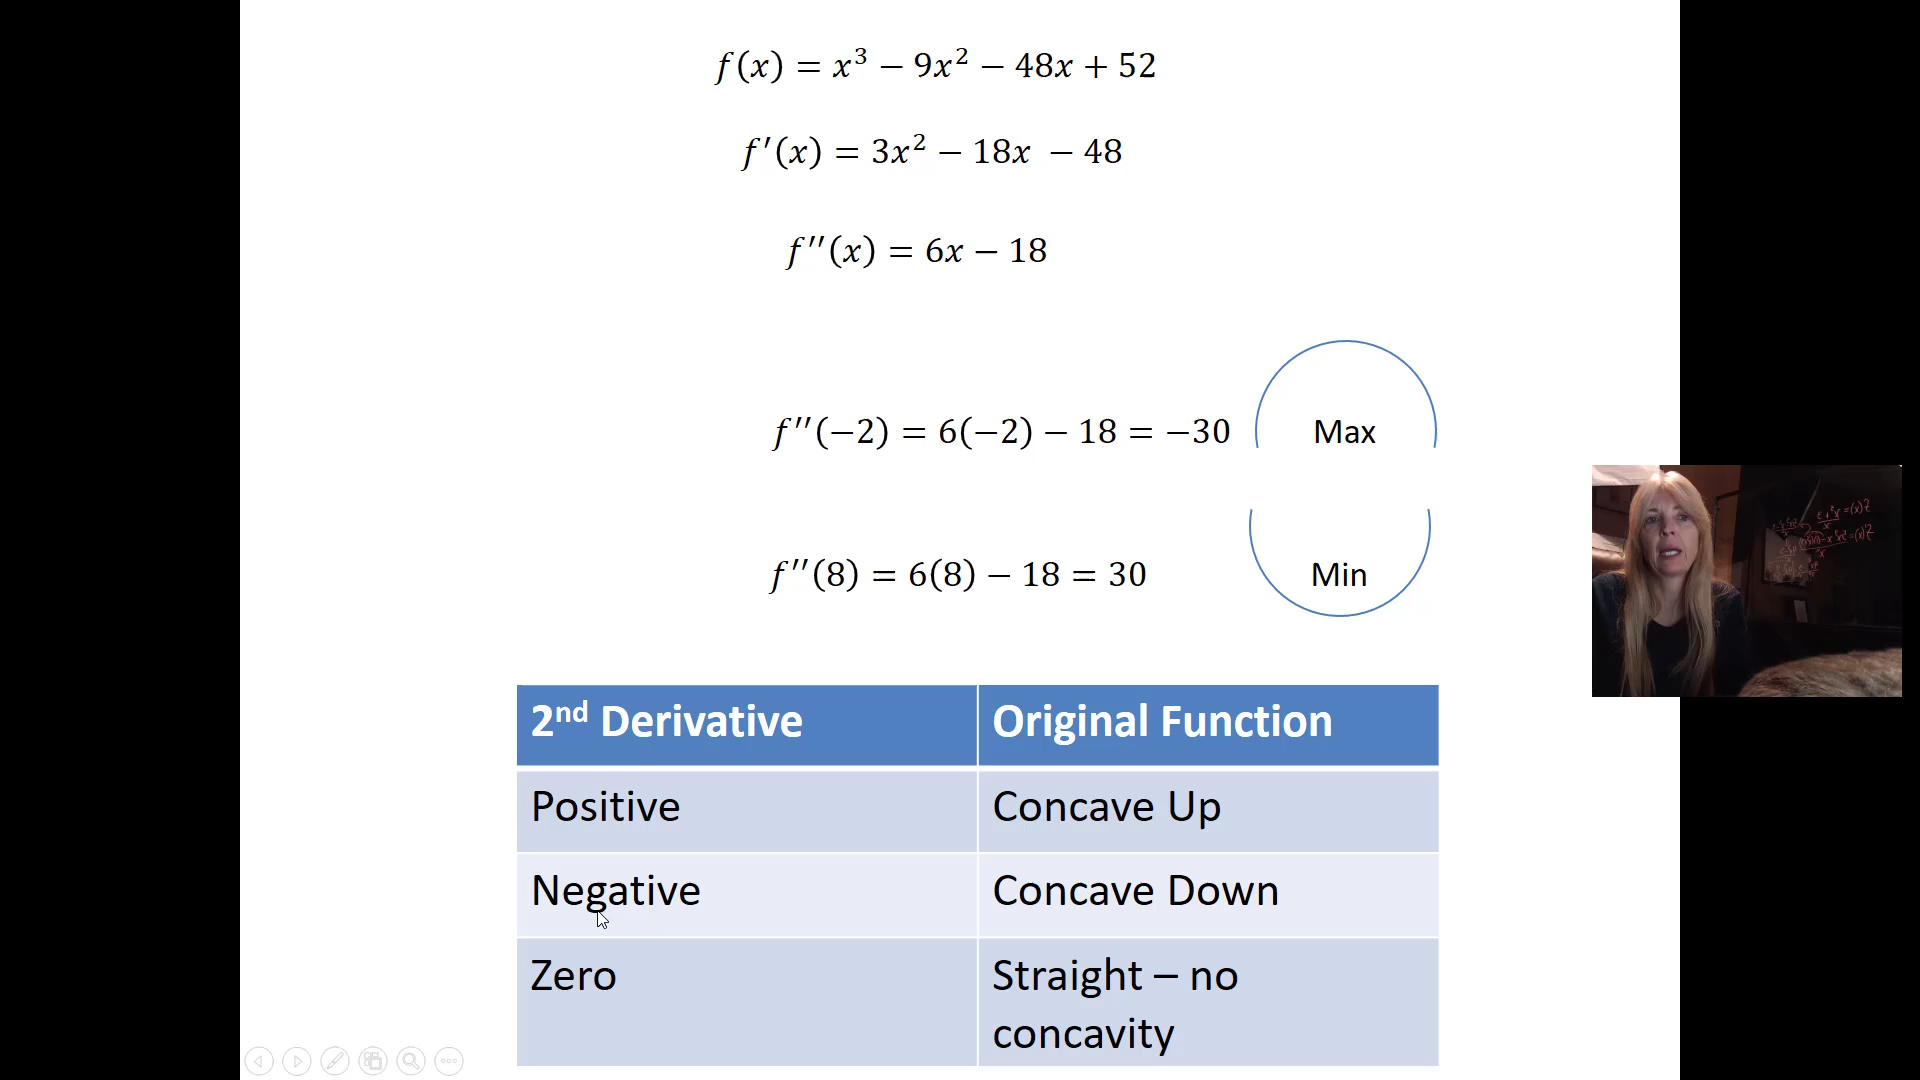 f(x) = x³ − 9x² − 48x + 52
f′(x) = 3x² − 18x − 48
f′′(x) = 6x − 18
f′′(−2) = 6(−2) − 18 = −30 Max
f′′(8) = 6(8) − 18 = 30 Min
2nd Derivative Original Function
Positive Concave Up
Negative Concave Down
Zero Straight – no
concavity